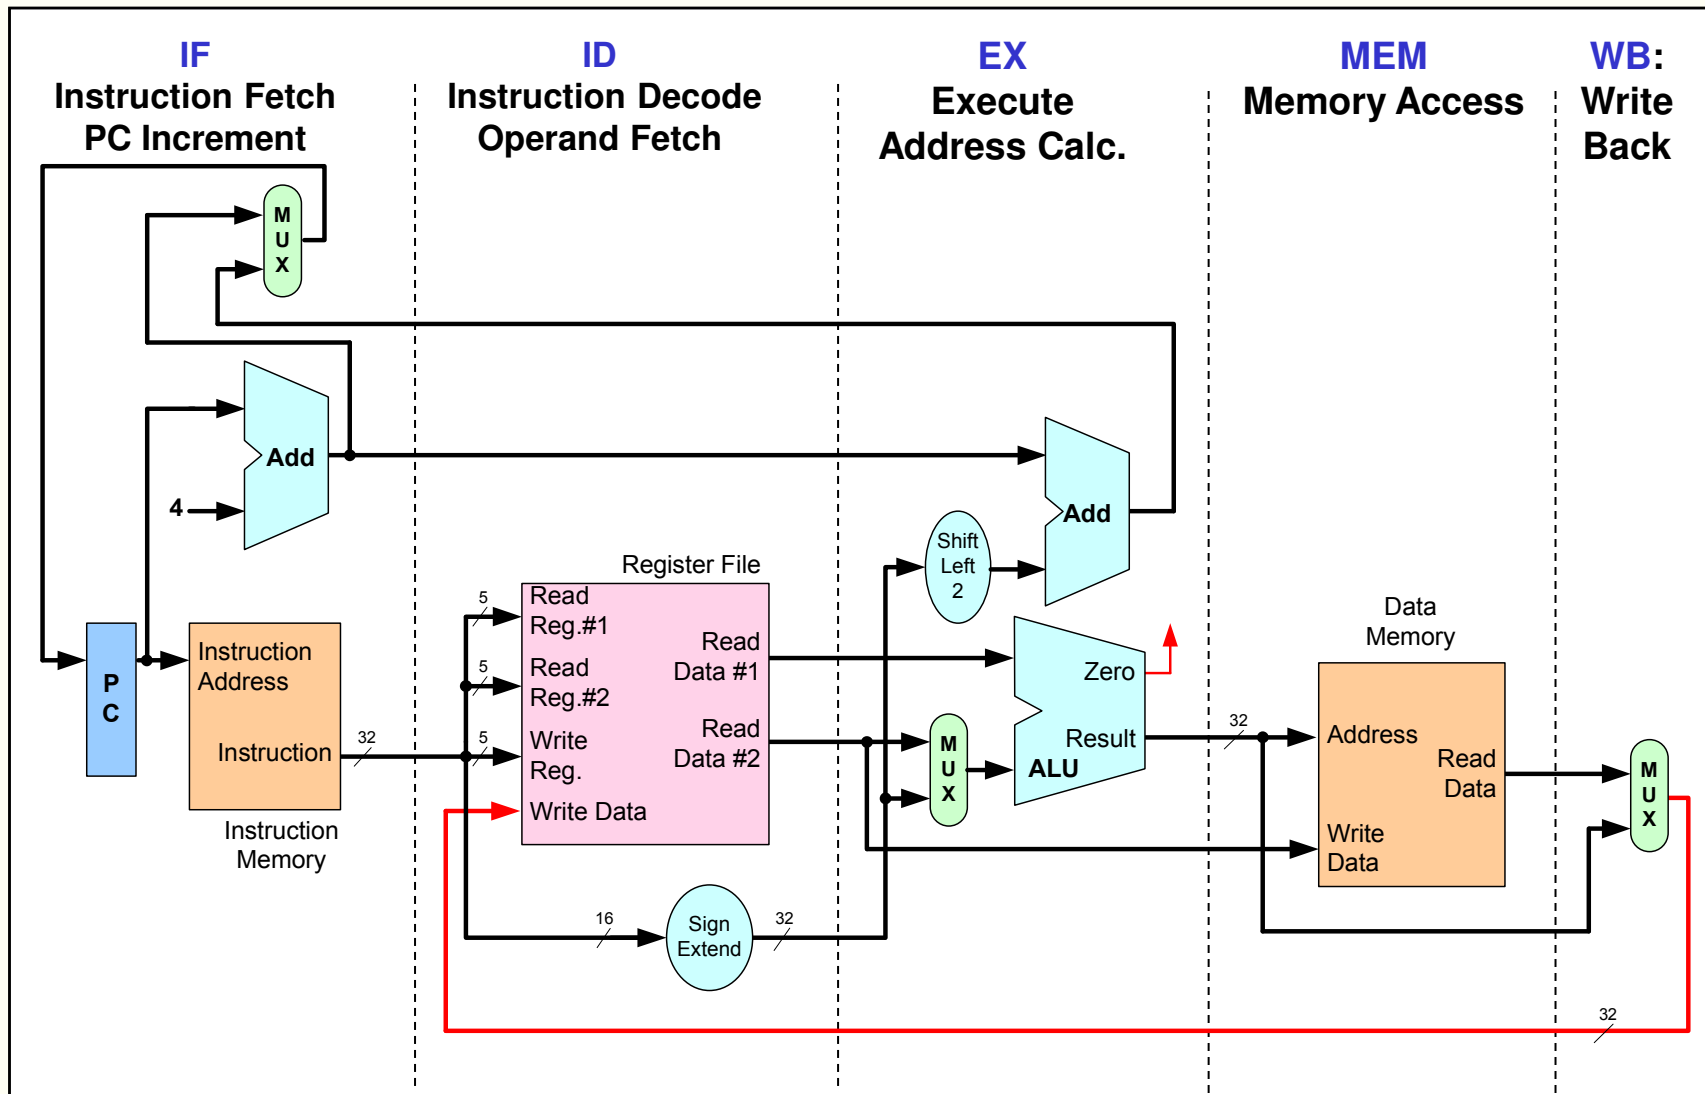 IF
Instruction Fetch
PC Increment
ID
Instruction Decode
Operand Fetch
EX
Execute
Address Calc.
MEM
Memory Access
WB:
Write
Back
M
U
X
Add
4
Add
Shift
Left
2
Register File
Read
Reg.#1
Read
Reg.#2
Write
Reg.
Write Data
Read
Data #1
Read
Data #2
5
5
5
P
C
Instruction
Address
Instruction
32
Instruction
Memory
M
U
X
Zero
Result
ALU
32
Data
Memory
Address
Read
Data
Write
Data
M
U
X
16
Sign
Extend
32
32